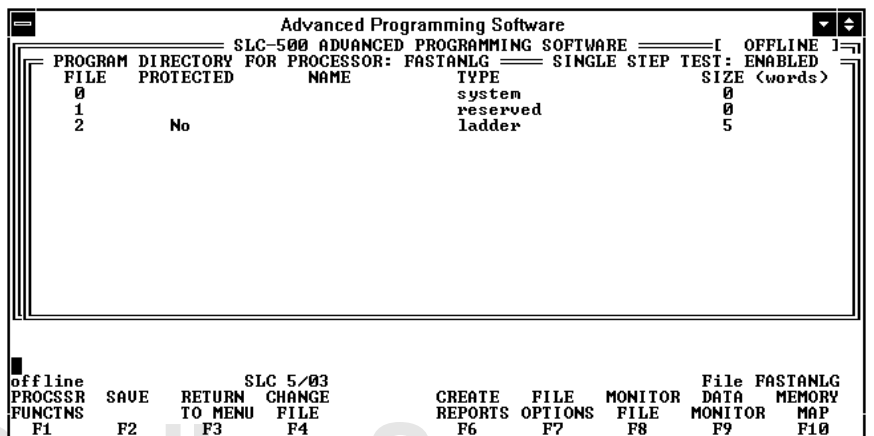 Advanced Programming Software
SLC-500 ADVANCED PROGRAMMING SOFTWARE [ OFFLINE ]
PROGRAM DIRECTORY FOR PROCESSOR: FASTANLG SINGLE STEP TEST: ENABLED
FILE PROTECTED NAME TYPE SIZE (words)
0 system 0
1 reserved 0
2 No ladder 5
offline SLC 5/03 File FASTANLG
PROCSSR SAVE RETURN CHANGE CREATE FILE MONITOR DATA MEMORY
FUNCTNS TO MENU FILE REPORTS OPTIONS FILE MONITOR MAP
F1 F2 F3 F4 F6 F7 F8 F9 F10